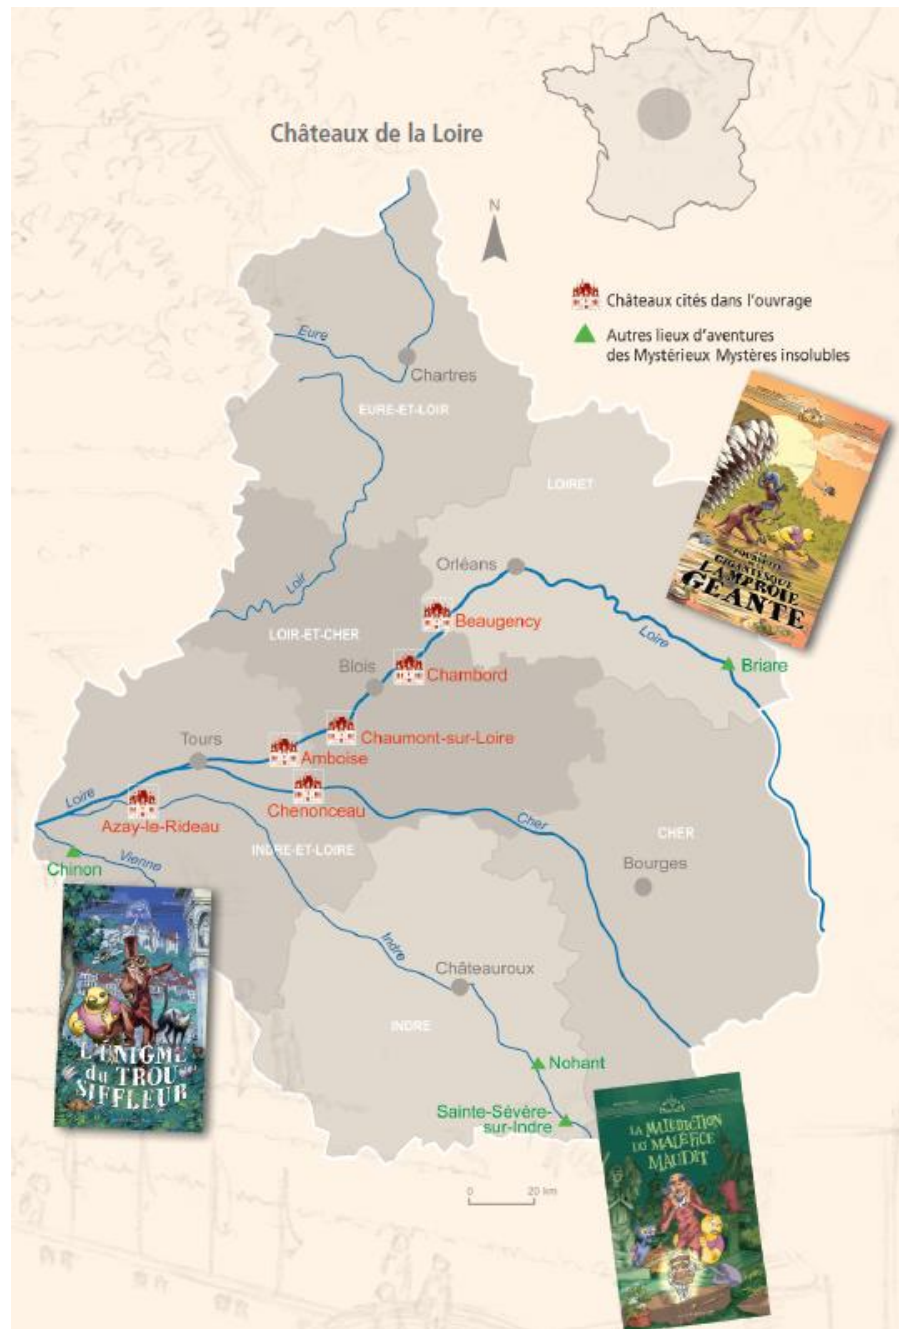 Châteaux de la Loire
N
Châteaux cités dans l'ouvrage
Autres lieux d'aventures
des Mystérieux Mystères insolubles
Eure
Chartres
EURE-ET-LOIR
LOIRET
POURSUITE
GIGANTESQUE
LAMPROIE
GÉANTE
Orléans
Loir
Beaugency
LOIR-ET-CHER
Loire
Blois
Chambord
Briare
Tours
Chaumont-sur-Loire
Amboise
Loire
Chenonceau
Azay-le-Rideau
Cher
CHER
INDRE-ET-LOIRE
Vienne
Chinon
Bourges
Indre
Châteauroux
INDRE
L'ÉNIGME
du TROU
SIFFLEUR
Nohant
Sainte-Sévère-
sur-Indre
LA MALÉDICTION
DU MALÉFICE
MAUDIT
0 20 km